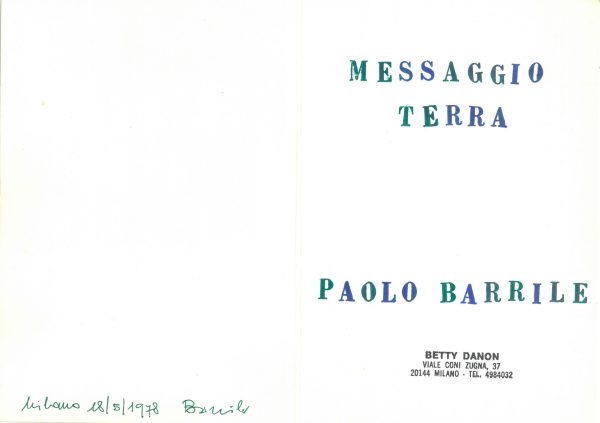 Milano 18/5/1978 Barrile
MESSAGGIO
TERRA
PAOLO BARRILE
BETTY DANON
VIALE CONI ZUGNA, 37
20144 MILANO - TEL. 4984032